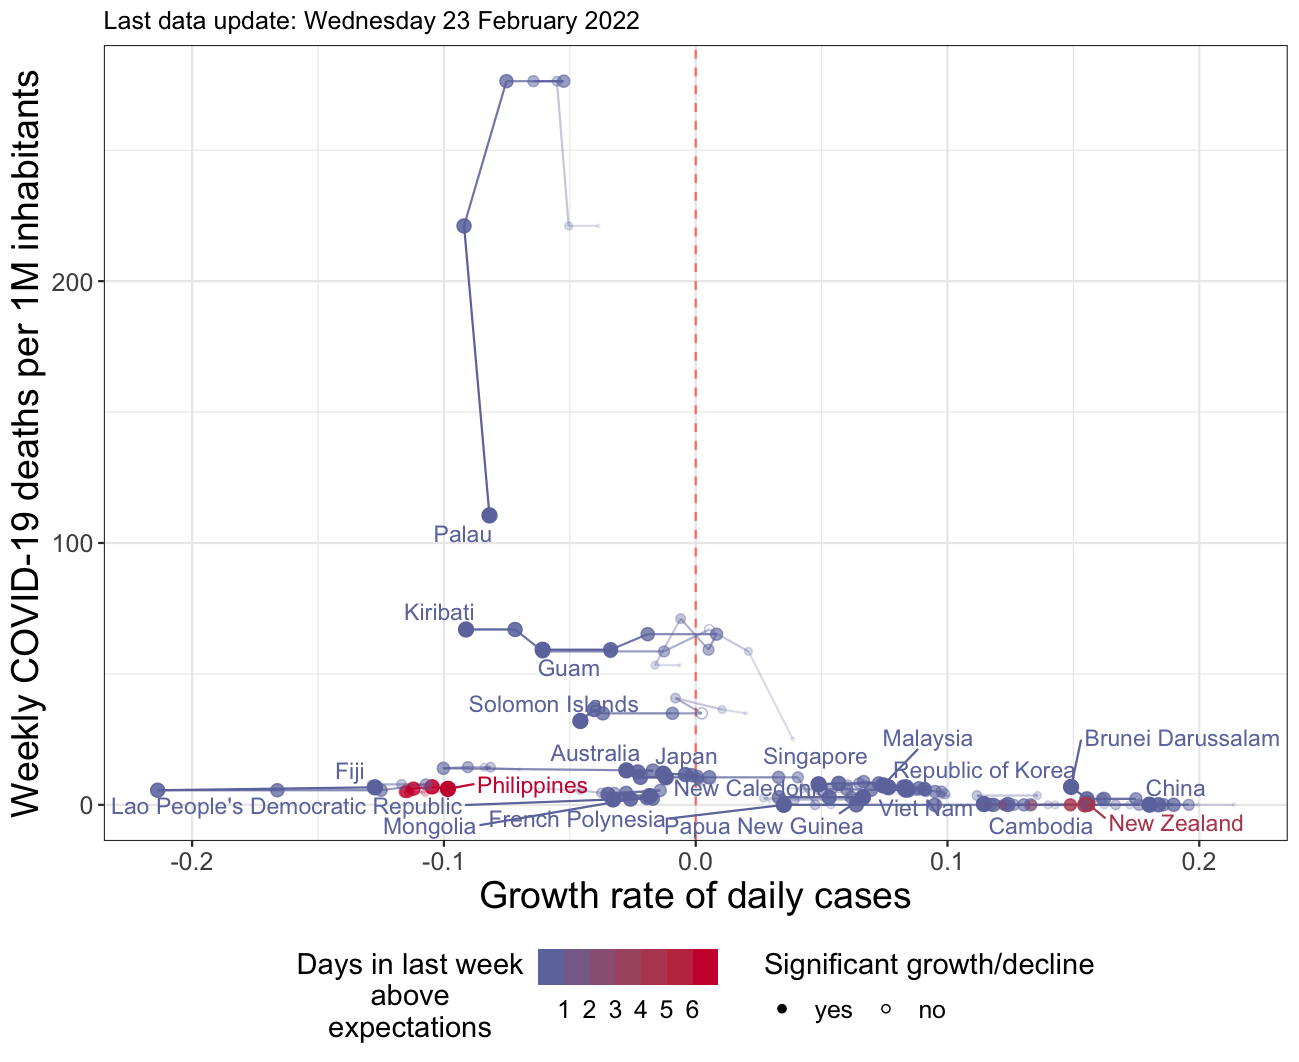 Last data update: Wednesday 23 February 2022
Weekly COVID-19 deaths per 1M inhabitants
200
100
0
Palau
Kiribati
Guam
Solomon Islands
Australia
Japan
Singapore
Malaysia
Brunei Darussalam
Fiji
Philippines
New Caledonia
Republic of Korea
China
Lao People's Democratic Republic
Mongolia
French Polynesia
Papua New Guinea
Viet Nam
Cambodia
New Zealand
-0.2
-0.1
0.0
0.1
0.2
Growth rate of daily cases
Days in last week
above
expectations
1 2 3 4 5 6
Significant growth/decline
yes
no